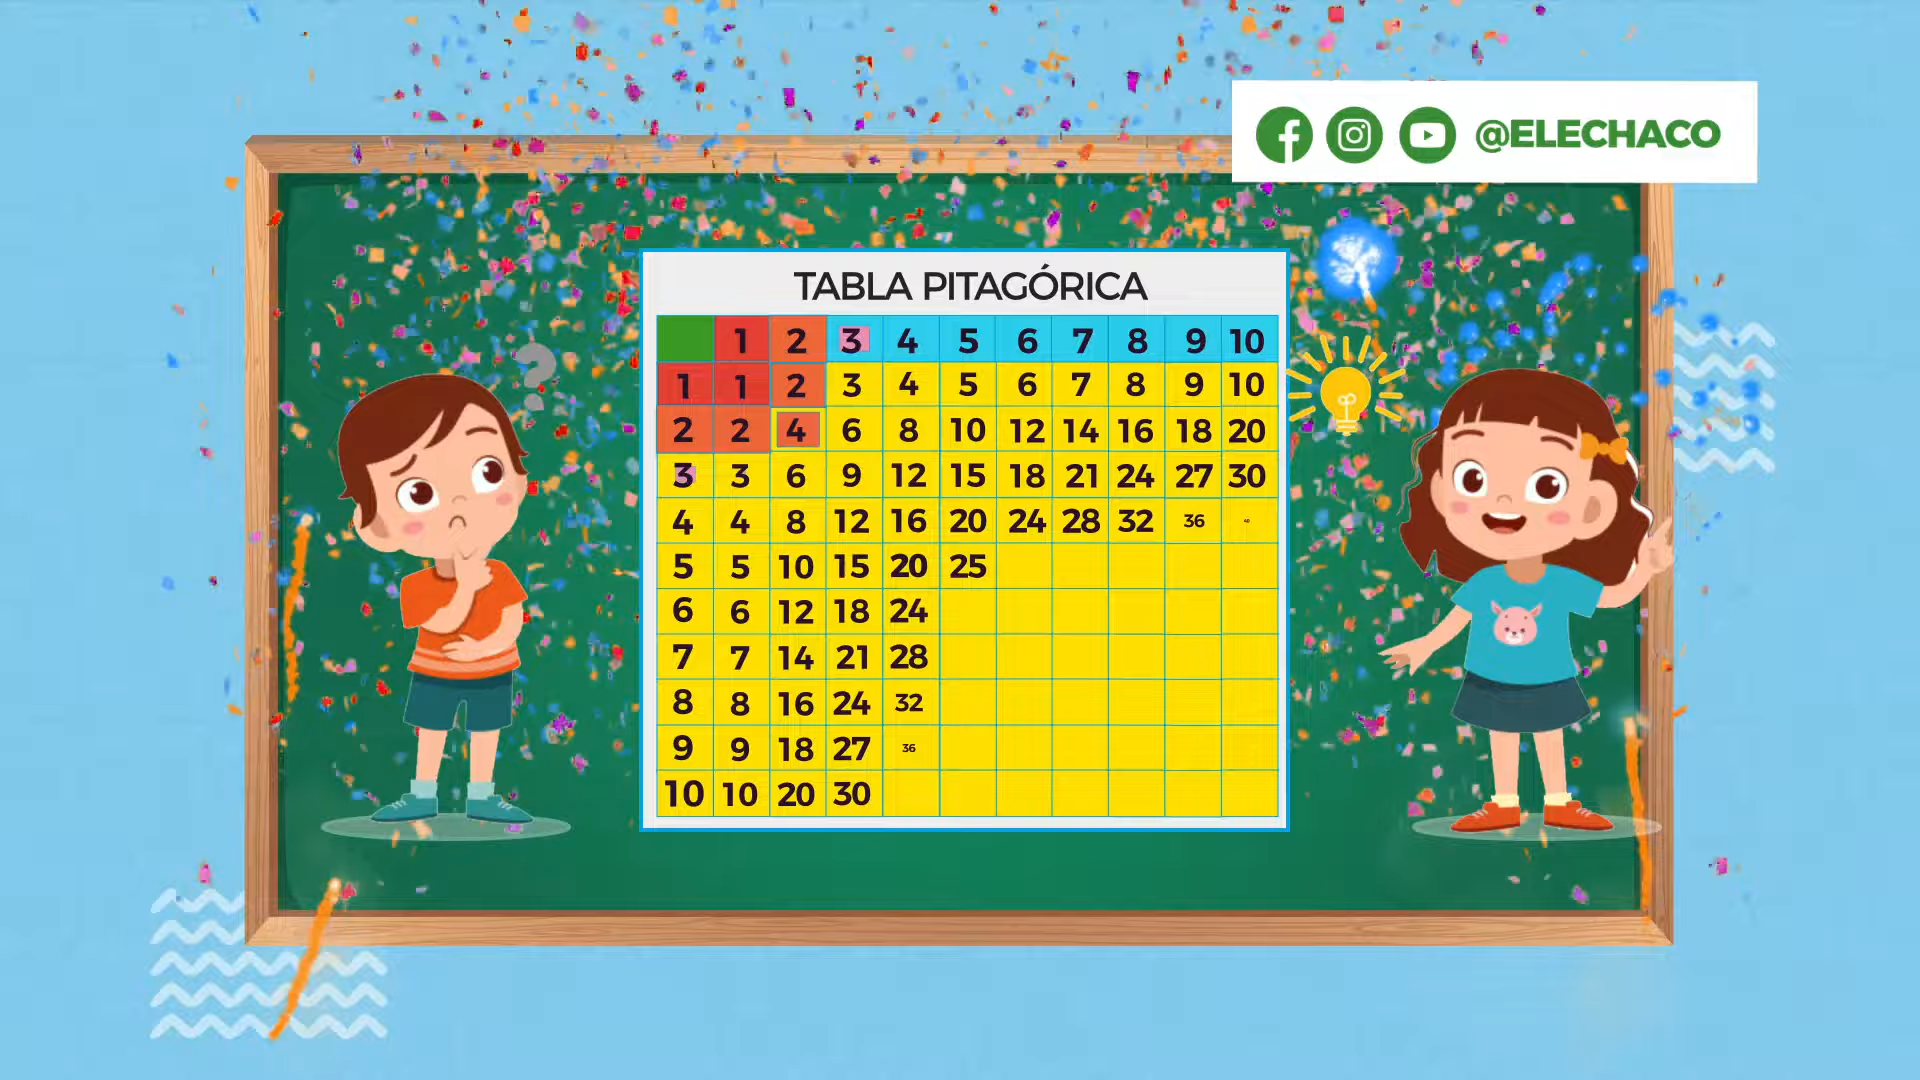 @ELECHACO
TABLA PITAGÓRICA
1 2 3 4 5 6 7 8 9 10
1 1 2 3 4 5 6 7 8 9 10
2 2 4 6 8 10 12 14 16 18 20
3 3 6 9 12 15 18 21 24 27 30
4 4 8 12 16 20 24 28 32 36
5 5 10 15 20 25
6 6 12 18 24
7 7 14 21 28
8 8 16 24 32
9 9 18 27 36
10 10 20 30
?